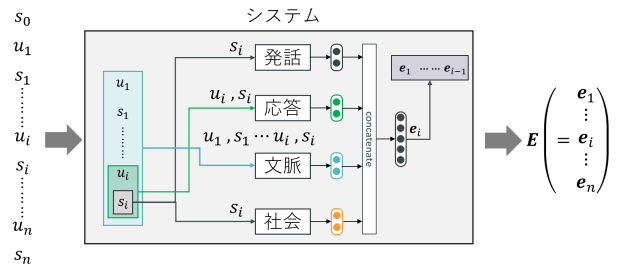 システム
s₀
u₁
s₁
⋯⋯
uᵢ
sᵢ
⋯⋯
uₙ
sₙ
u₁
s₁
⋯⋯
uᵢ
sᵢ
sᵢ
発話
uᵢ , sᵢ
応答
u₁ , s₁ ⋯ uᵢ , sᵢ
文脈
sᵢ
社会
concatenate
eᵢ
e₁ ⋯⋯ eᵢ₋₁
E = ( e₁
⋮
eᵢ
⋮
eₙ )